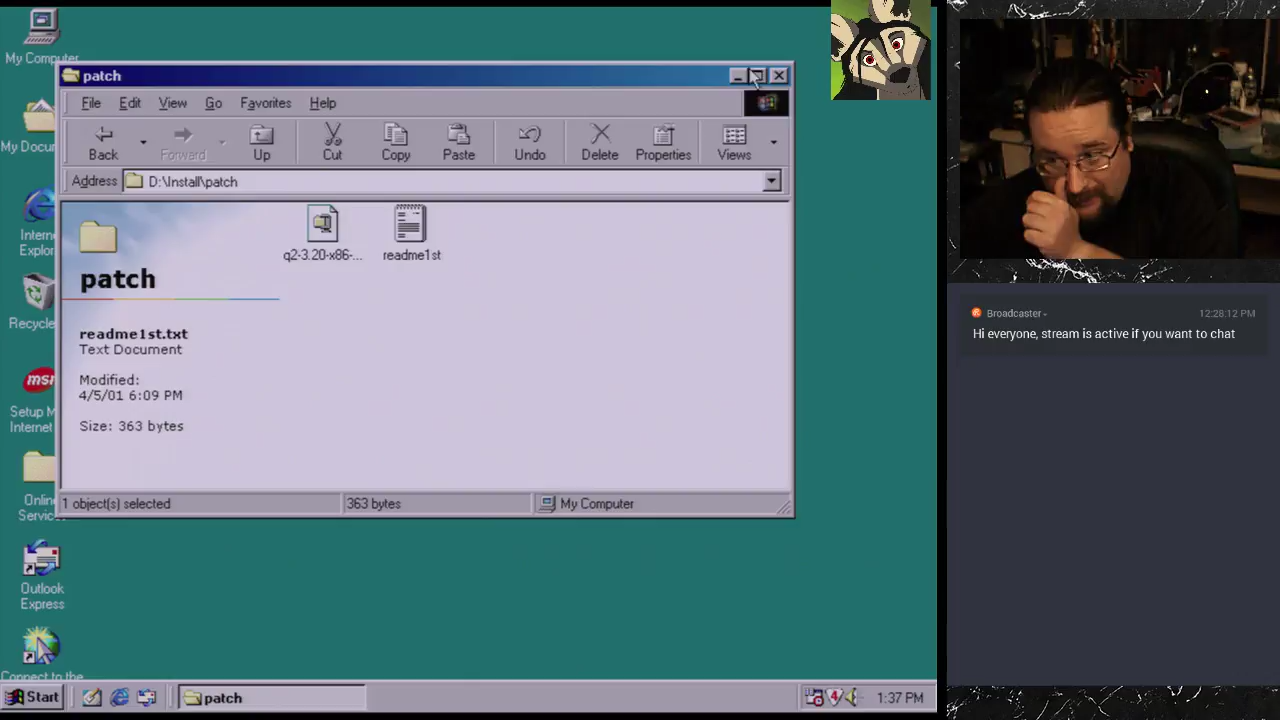 My Computer
patch
File Edit View Go Favorites Help
Back Forward Up Cut Copy Paste Undo Delete Properties Views
Address D:\Install\patch
q2-3.20-x86-... readme1st
patch
readme1st.txt
Text Document
Modified:
4/5/01 6:09 PM
Size: 363 bytes
1 object(s) selected 363 bytes My Computer
My Docum
Intern
Explor
Recycle
msn
Setup M
Internet
Onlin
Servic
Outlook
Express
Connect to the
Start patch 4 1:37 PM
Broadcaster 12:28:12 PM
Hi everyone, stream is active if you want to chat